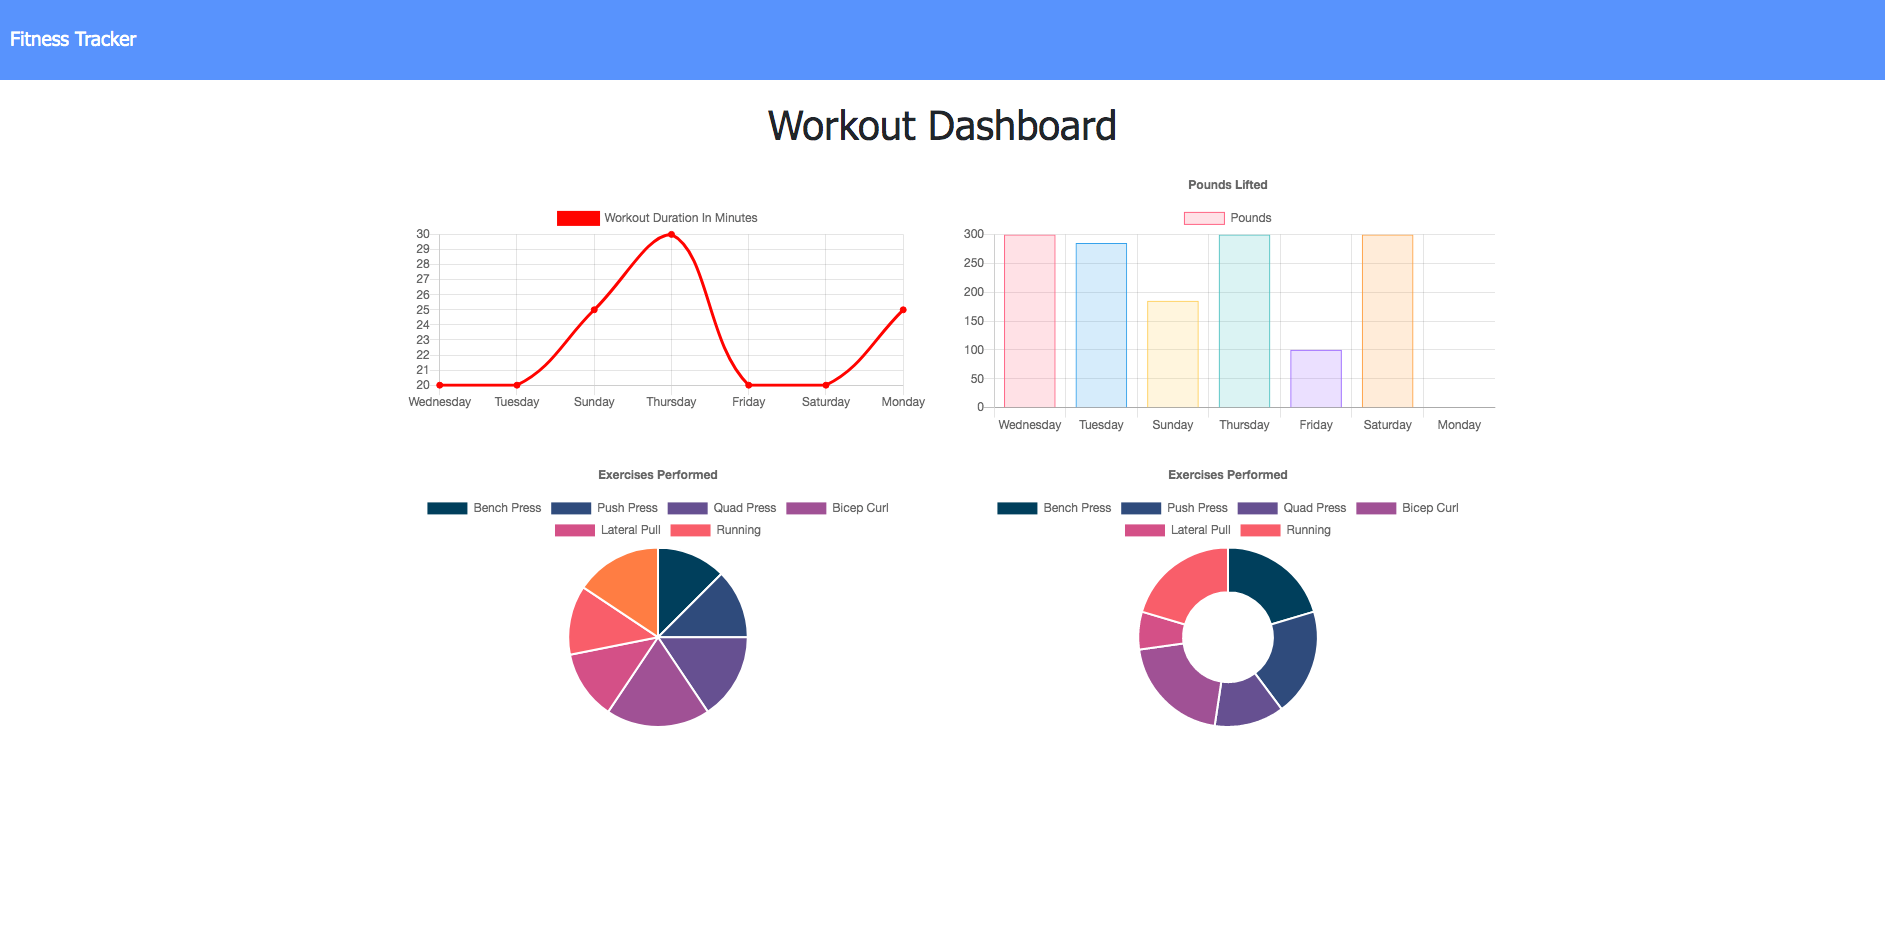 Fitness Tracker
Workout Dashboard
Workout Duration In Minutes
30
29
28
27
26
25
24
23
22
21
20
Wednesday Tuesday Sunday Thursday Friday Saturday Monday
Pounds Lifted
Pounds
300
250
200
150
100
50
0
Wednesday Tuesday Sunday Thursday Friday Saturday Monday
Exercises Performed
Bench Press Push Press Quad Press Bicep Curl
Lateral Pull Running
Exercises Performed
Bench Press Push Press Quad Press Bicep Curl
Lateral Pull Running